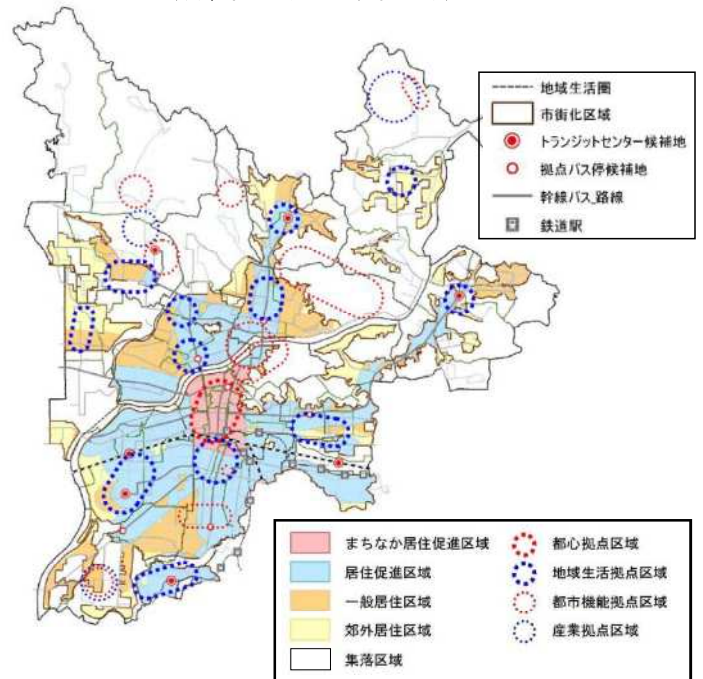 地域生活圏
市街化区域
トランジットセンター候補地
拠点バス停候補地
幹線バス_路線
鉄道駅
まちなか居住促進区域
居住促進区域
一般居住区域
郊外居住区域
集落区域
都心拠点区域
地域生活拠点区域
都市機能拠点区域
産業拠点区域